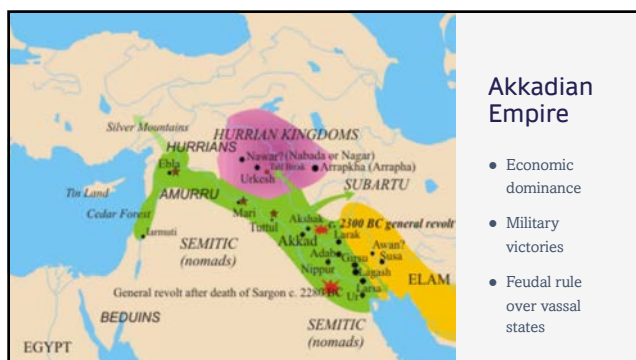 Silver Mountains
HURRIAN KINGDOMS
HURRIANS
Nawar? (Nabada or Nagar)
Ebla
Tell Brak
Arrapkha (Arrapha)
Urkesh
SUBARTU
Tin Land
AMURRU
Mari
Cedar Forest
Tuttul
Akshak
c. 2300 BC general revolt
Iarmuti
SEMITIC
(nomads)
Akkad
Larak
Awan?
Adab
Girsu
Susa
Nippur
Lagash
ELAM
General revolt after death of Sargon c. 2280 BC
Larsa
Ur
BEDUINS
SEMITIC
(nomads)
EGYPT
Akkadian
Empire
● Economic
dominance
● Military
victories
● Feudal rule
over vassal
states